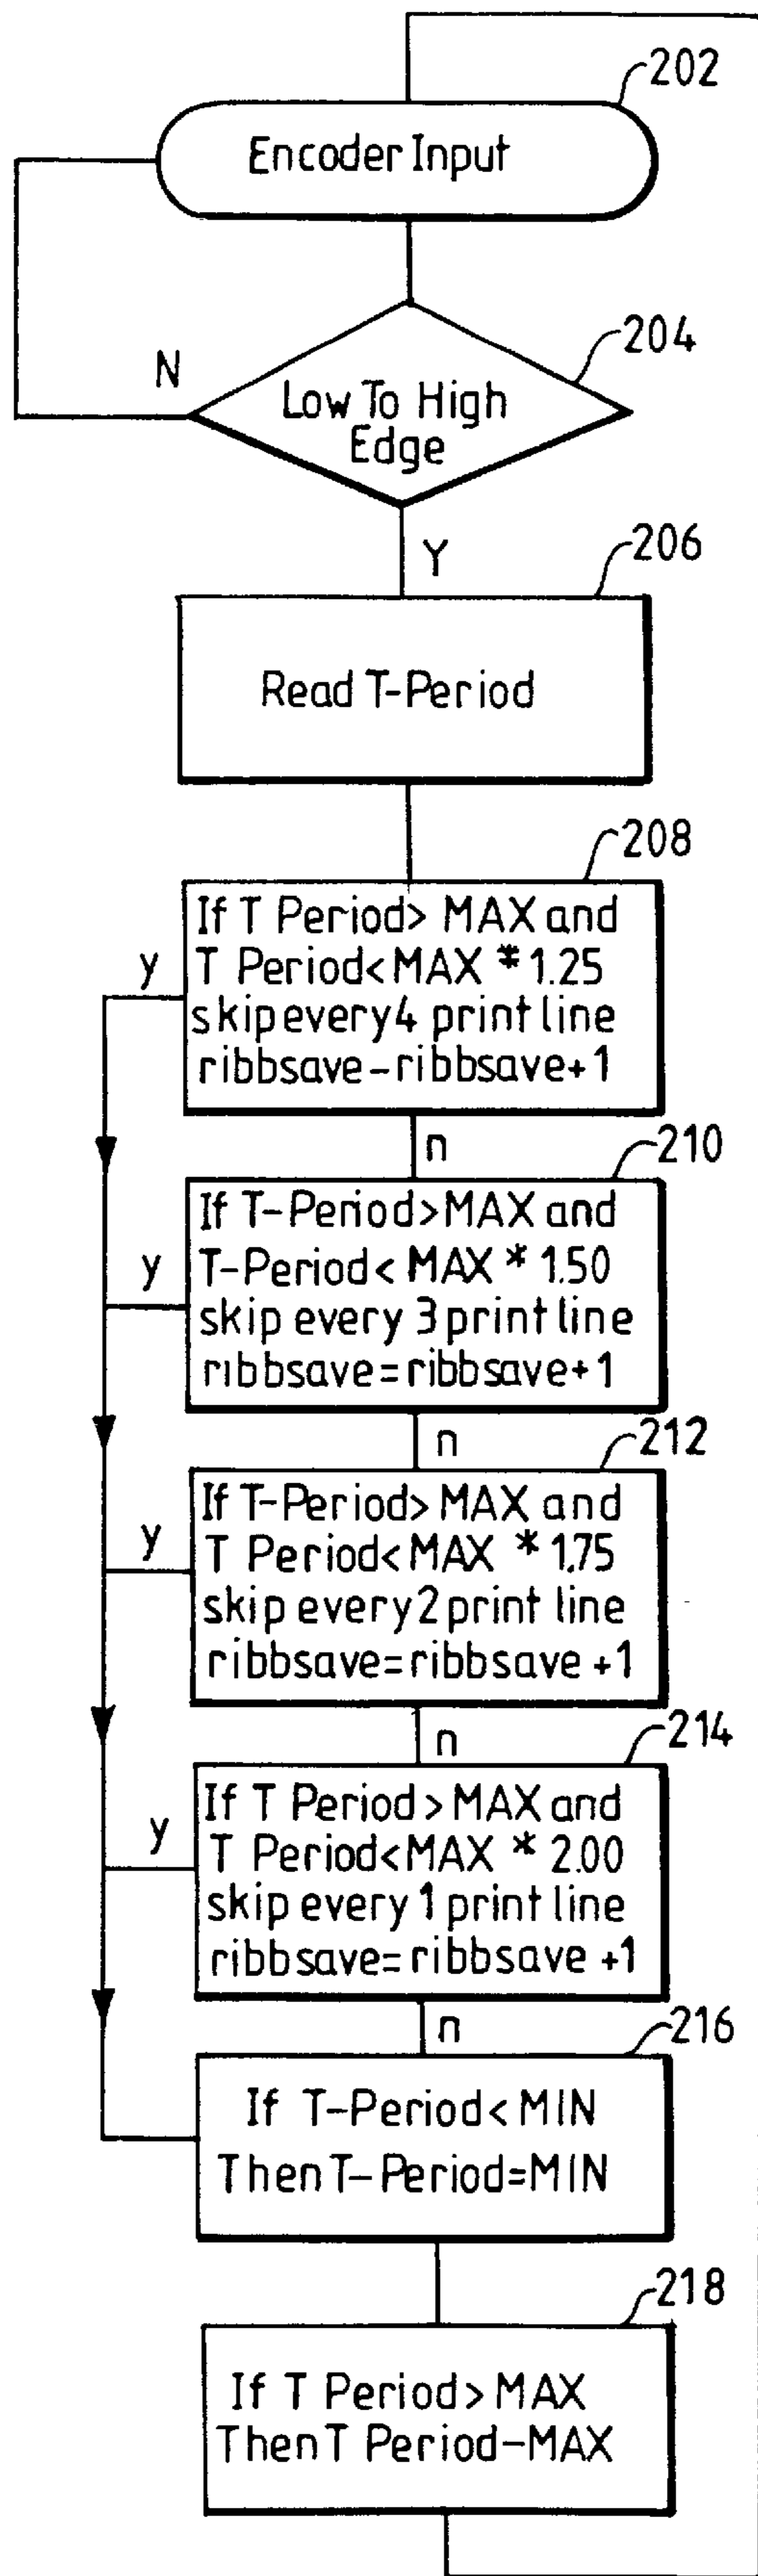 202
Encoder Input
204
N
Low To High
Edge
Y
206
Read T-Period
208
If T Period> MAX and
T Period<MAX * 1.25
skip every 4 print line
ribbsave-ribbsave+1
y
n
210
If T-Period>MAX and
T-Period< MAX * 1.50
skip every 3 print line
ribbsave=ribbsave+1
y
n
212
If T-Period> MAX and
T Period<MAX * 1.75
skip every 2 print line
ribbsave=ribbsave +1
y
n
214
If T Period >MAX and
T Period<MAX * 2.00
skip every 1 print line
ribbsave= ribbsave +1
y
n
216
If T-Period< MIN
Then T-Period=MIN
218
If T Period> MAX
Then T Period-MAX